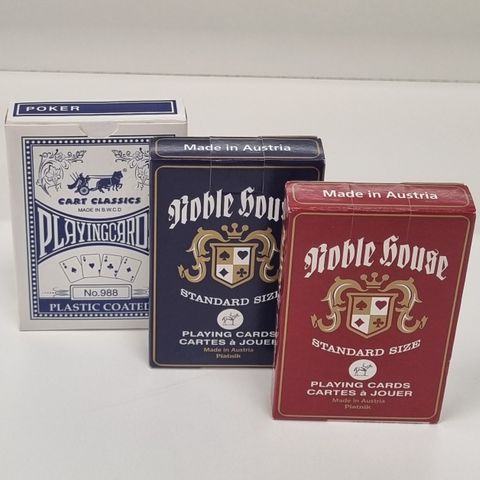 POKER
CART CLASSICS
MADE IN B.W.C.D
PLAYINGCARD
No.988
PLASTIC COATED
Made in Austria
Noble House
STANDARD SIZE
PLAYING CARDS
CARTES à JOUER
Made in Austria
Piatnik
Made in Austria
Noble House
STANDARD SIZE
PLAYING CARDS
CARTES à JOUER
Made in Austria
Piatnik